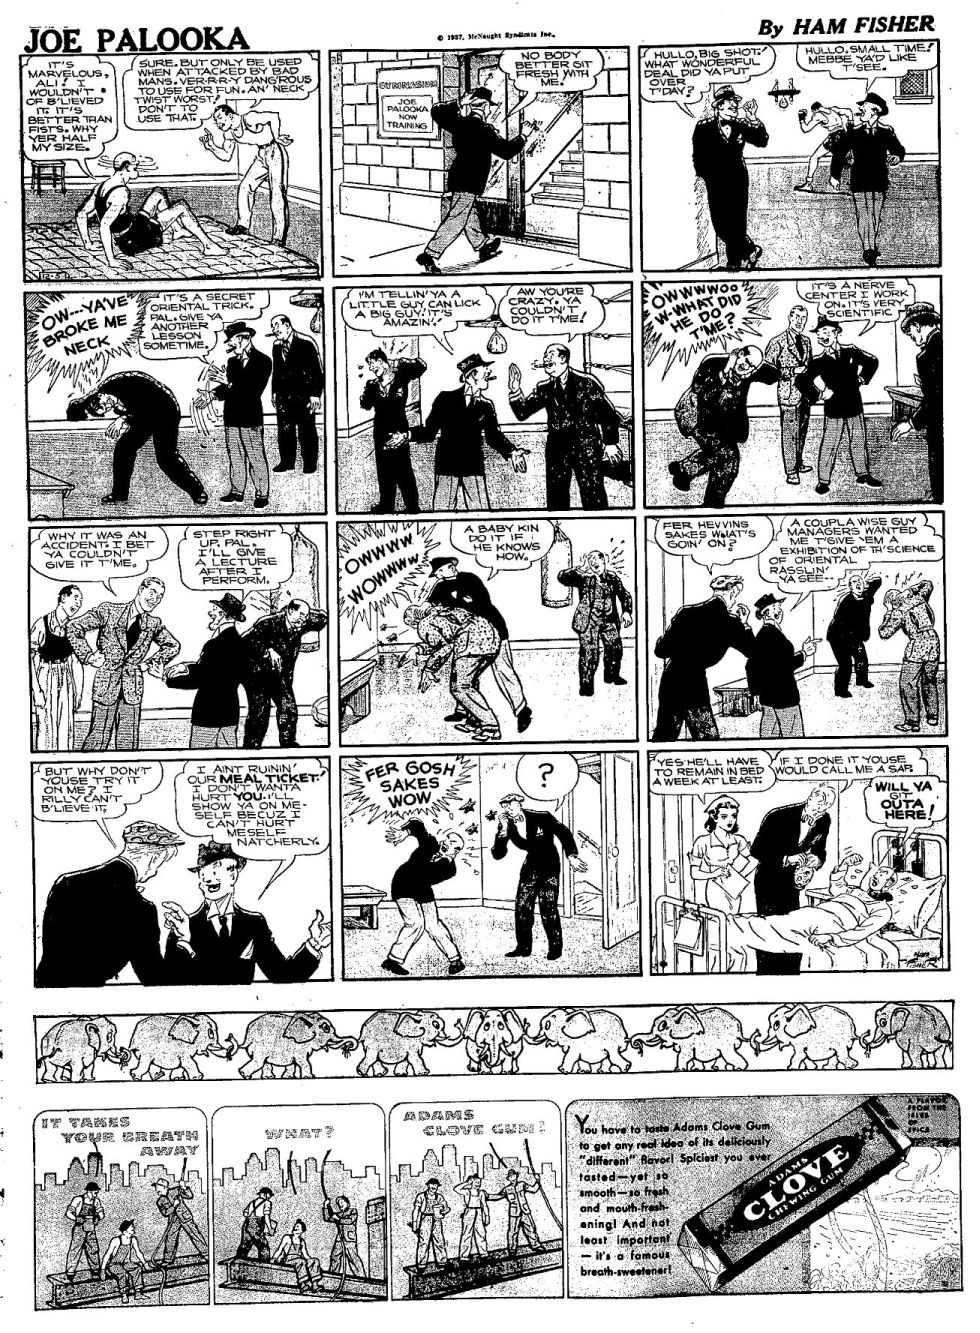 JOE PALOOKA
© 1937, McNaught Syndicate Inc.
By HAM FISHER
IT'S
MARVELOUS,
ALI! I
WOULDN'T
OF B'LIEVED
IT. IT'S
BETTER THAN
FISTS. WHY
YER HALF
MY SIZE.
SURE. BUT ONLY BE USED
WHEN ATTACKED BY BAD
MANS. VER-R-RY DANG'ROUS
TO USE FOR FUN. AN' NECK
TWIST WORST!
DON'T TO
USE THAT.
NO BODY
BETTER GIT
FRESH WITH
ME.
GYMNASIUM
JOE
PALOOKA
NOW
TRAINING
HULLO, BIG SHOT!
WHAT WONDERFUL
DEAL DID YA PUT
OVER
T'DAY?
HULLO, SMALL TIME!
MEBBE YA'D LIKE
T'SEE.
OW---YA'VE
BROKE ME
NECK
IT'S A SECRET
ORIENTAL TRICK.
PAL. GIVE YA
ANOTHER
LESSON
SOMETIME.
I'M TELLIN' YA A
LITTLE GUY CAN LICK
A BIG GUY. IT'S
AMAZIN'!
AW YOU'RE
CRAZY. YA
COULDN'T
DO IT T'ME!
OWWWWOO
W-WHAT DID
HE DO
T'ME?
IT'S A NERVE
CENTER I WORK
ON. IT'S VERY
SCIENTIFIC
WHY IT WAS AN
ACCIDENT. I BET
YA COULDN'T
GIVE IT T'ME.
STEP RIGHT
UP, PAL.
I'LL GIVE
A LECTURE
AFTER I
PERFORM.
OWWWW
WOWWWW
A BABY KIN
DO IT IF
HE KNOWS
HOW.
FER HEVVINS
SAKES WHAT'S
GOIN' ON?
A COUPLA WISE GUY
MANAGERS WANTED
ME T'GIVE 'EM A
EXHIBITION OF TH' SCIENCE
OF ORIENTAL
RASSLIN'
YA SEE--
BUT WHY DON'T
YOUSE TRY IT
ON ME? I
RILLY CAN'T
B'LIEVE IT.
I AIN'T RUININ'
OUR MEAL TICKET!
I DON'T WANTA
HURT YOU. I'LL
SHOW YA ON ME-
SELF BECUZ I
CAN'T HURT
MESELF
NATCHERLY.
FER GOSH
SAKES
WOW
?
YES HE'LL HAVE
TO REMAIN IN BED
A WEEK AT LEAST.
IF I DONE IT YOUSE
WOULD CALL ME A SAP.
WILL YA
GIT
OUTA
HERE!
HAM
FISHER
IT TAKES
YOUR BREATH
AWAY
WHAT?
ADAMS
CLOVE GUM!
You have to taste Adams Clove Gum
to get any real idea of its deliciously
"different" flavor! Spiciest you ever
tasted—yet so
smooth—so fresh
and mouth-fresh-
ening! And not
least important
— it's a famous
breath-sweetener!
A FLAVOR
FROM THE
ISLES
OF
SPICE
ADAMS
CLOVE
CHEWING GUM